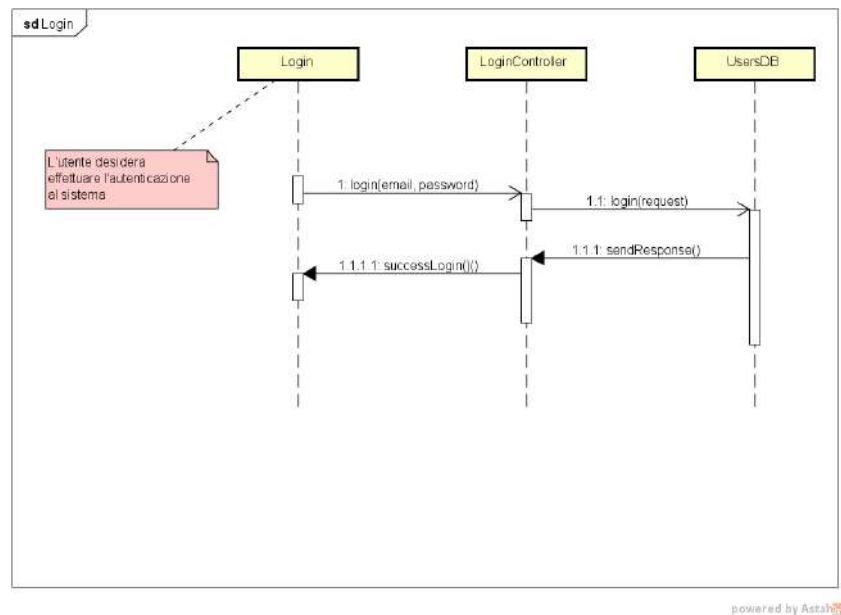 sd Login
Login
LoginController
UsersDB
L'utente desidera
effettuare l'autenticazione
al sistema
1: login(email, password)
1.1: login(request)
1.1.1: sendResponse()
1.1.1.1: successLogin()()
powered by Astah